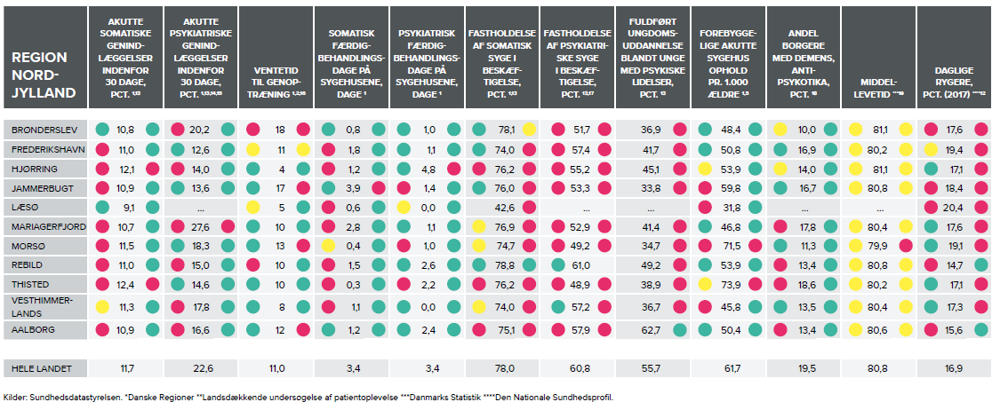 REGION NORD-JYLLAND
AKUTTE SOMATISKE GENIND-LÆGGELSER INDENFOR 30 DAGE, PCT. 1,13
AKUTTE PSYKIATRISKE GENIND-LÆGGELSER INDENFOR 30 DAGE, PCT. 1,13,14,15
VENTETID TIL GENOP-TRÆNING 1,2,16
SOMATISK FÆRDIG-BEHANDLINGS-DAGE PÅ SYGEHUSENE, DAGE 1
PSYKIATRISK FÆRDIG-BEHANDLINGS-DAGE PÅ SYGEHUSENE, DAGE 1
FASTHOLDELSE AF SOMATISK SYGE I BESKÆF-TIGELSE, PCT. 1,13
FASTHOLDELSE AF PSYKIATRI-SKE SYGE I BESKÆF-TIGELSE, PCT. 13,17
FULDFØRT UNGDOMS-UDDANNELSE BLANDT UNGE MED PSYKISKE LIDELSER, PCT. 13
FOREBYGGE-LIGE AKUTTE SYGEHUS OPHOLD PR. 1.000 ÆLDRE 1,5
ANDEL BORGERE MED DEMENS, ANTI-PSYKOTIKA, PCT. 18
MIDDEL-LEVETID ***19
DAGLIGE RYGERE, PCT. (2017) ****12
BRØNDERSLEV 10,8 20,2 18 0,8 1,0 78,1 51,7 36,9 48,4 10,0 81,1 17,6
FREDERIKSHAVN 11,0 12,6 11 1,8 1,1 74,0 57,4 41,7 50,8 16,9 80,2 19,4
HJØRRING 12,1 14,0 4 1,2 4,8 76,2 55,2 45,1 53,9 14,0 81,1 17,1
JAMMERBUGT 10,9 13,6 17 3,9 1,4 76,0 53,3 33,8 59,8 16,7 80,8 18,4
LÆSØ 9,1 ... 5 0,6 0,0 42,6 ... ... 31,8 ... ... 20,4
MARIAGERFJORD 10,7 27,6 10 2,8 1,1 76,9 52,9 41,4 46,8 17,8 80,4 17,6
MORSØ 11,5 18,3 13 0,4 1,0 74,7 49,2 34,7 71,5 11,3 79,9 19,1
REBILD 11,0 15,0 10 1,5 2,6 78,8 61,0 49,2 53,9 13,4 80,8 14,7
THISTED 12,4 14,6 10 0,3 2,2 76,2 48,9 38,9 73,9 18,6 80,2 17,1
VESTHIMMER-LANDS 11,3 17,8 8 1,1 0,0 74,0 57,2 36,7 45,8 13,5 80,4 17,3
AALBORG 10,9 16,6 12 1,2 2,4 75,1 57,9 62,7 50,4 13,4 80,6 15,6
HELE LANDET 11,7 22,6 11,0 3,4 3,4 78,0 60,8 55,7 61,7 19,5 80,8 16,9
Kilder: Sundhedsdatastyrelsen. *Danske Regioner **Landsdækkende undersøgelse af patientoplevelse ***Danmarks Statistik ****Den Nationale Sundhedsprofil.